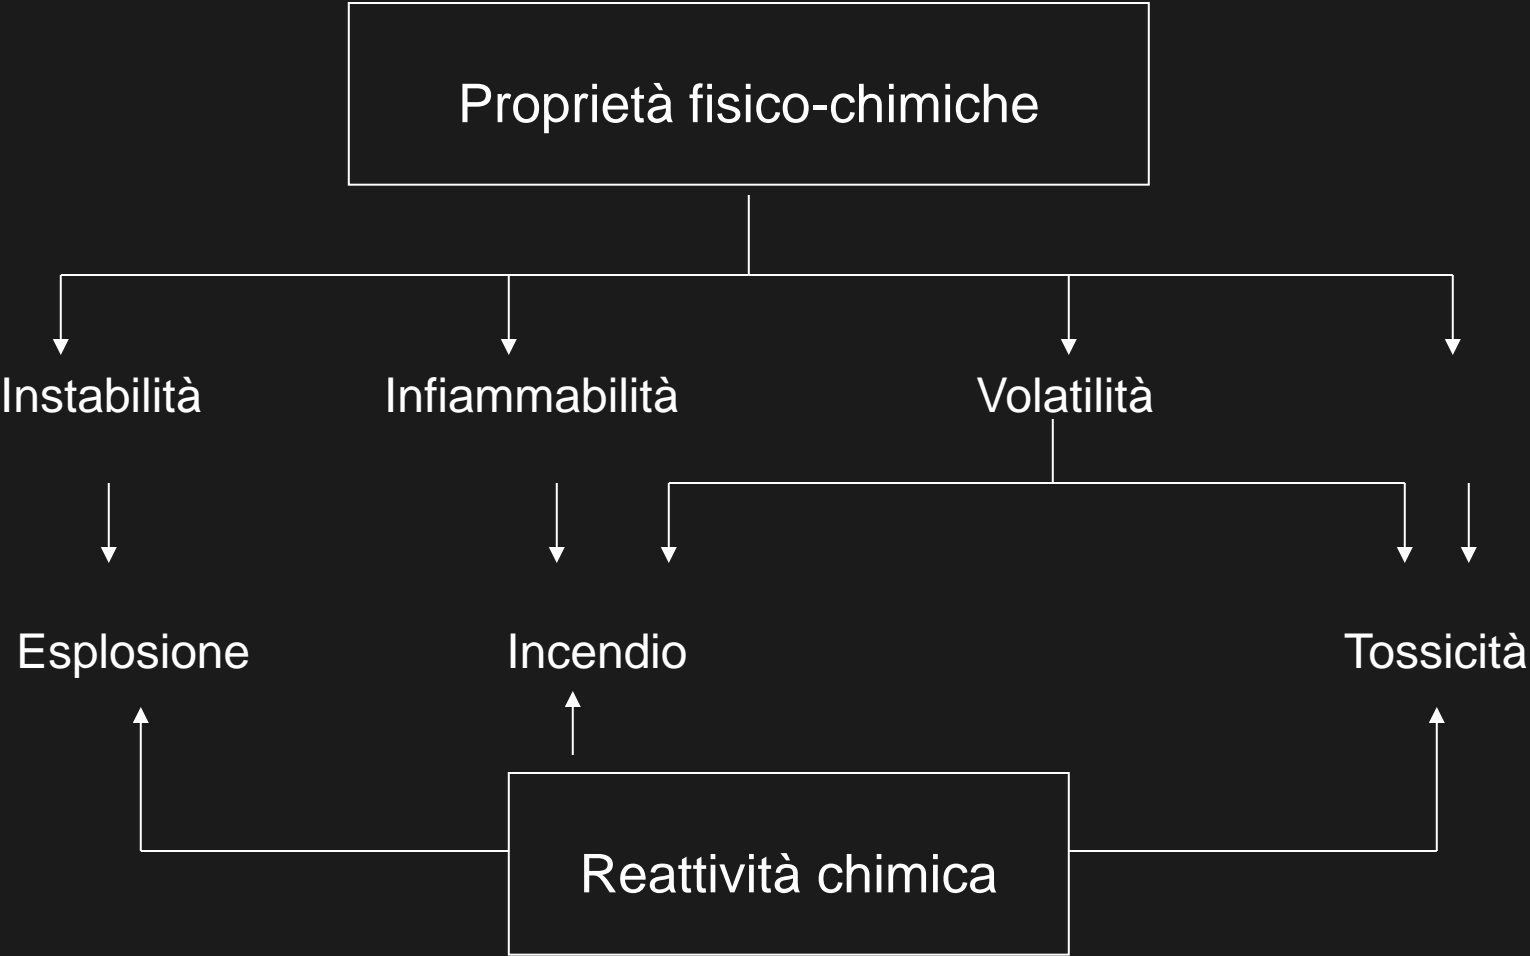 Proprietà fisico-chimiche
Instabilità
Infiammabilità
Volatilità
Esplosione
Incendio
Tossicità
Reattività chimica